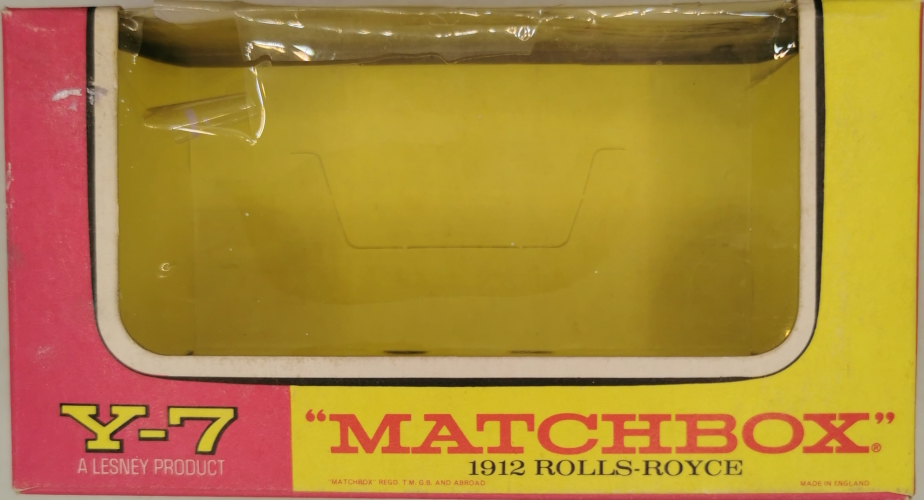 Y-7
A LESNEY PRODUCT
"MATCHBOX"®
1912 ROLLS-ROYCE
"MATCHBOX" REGD T.M. G.B. AND ABROAD
MADE IN ENGLAND